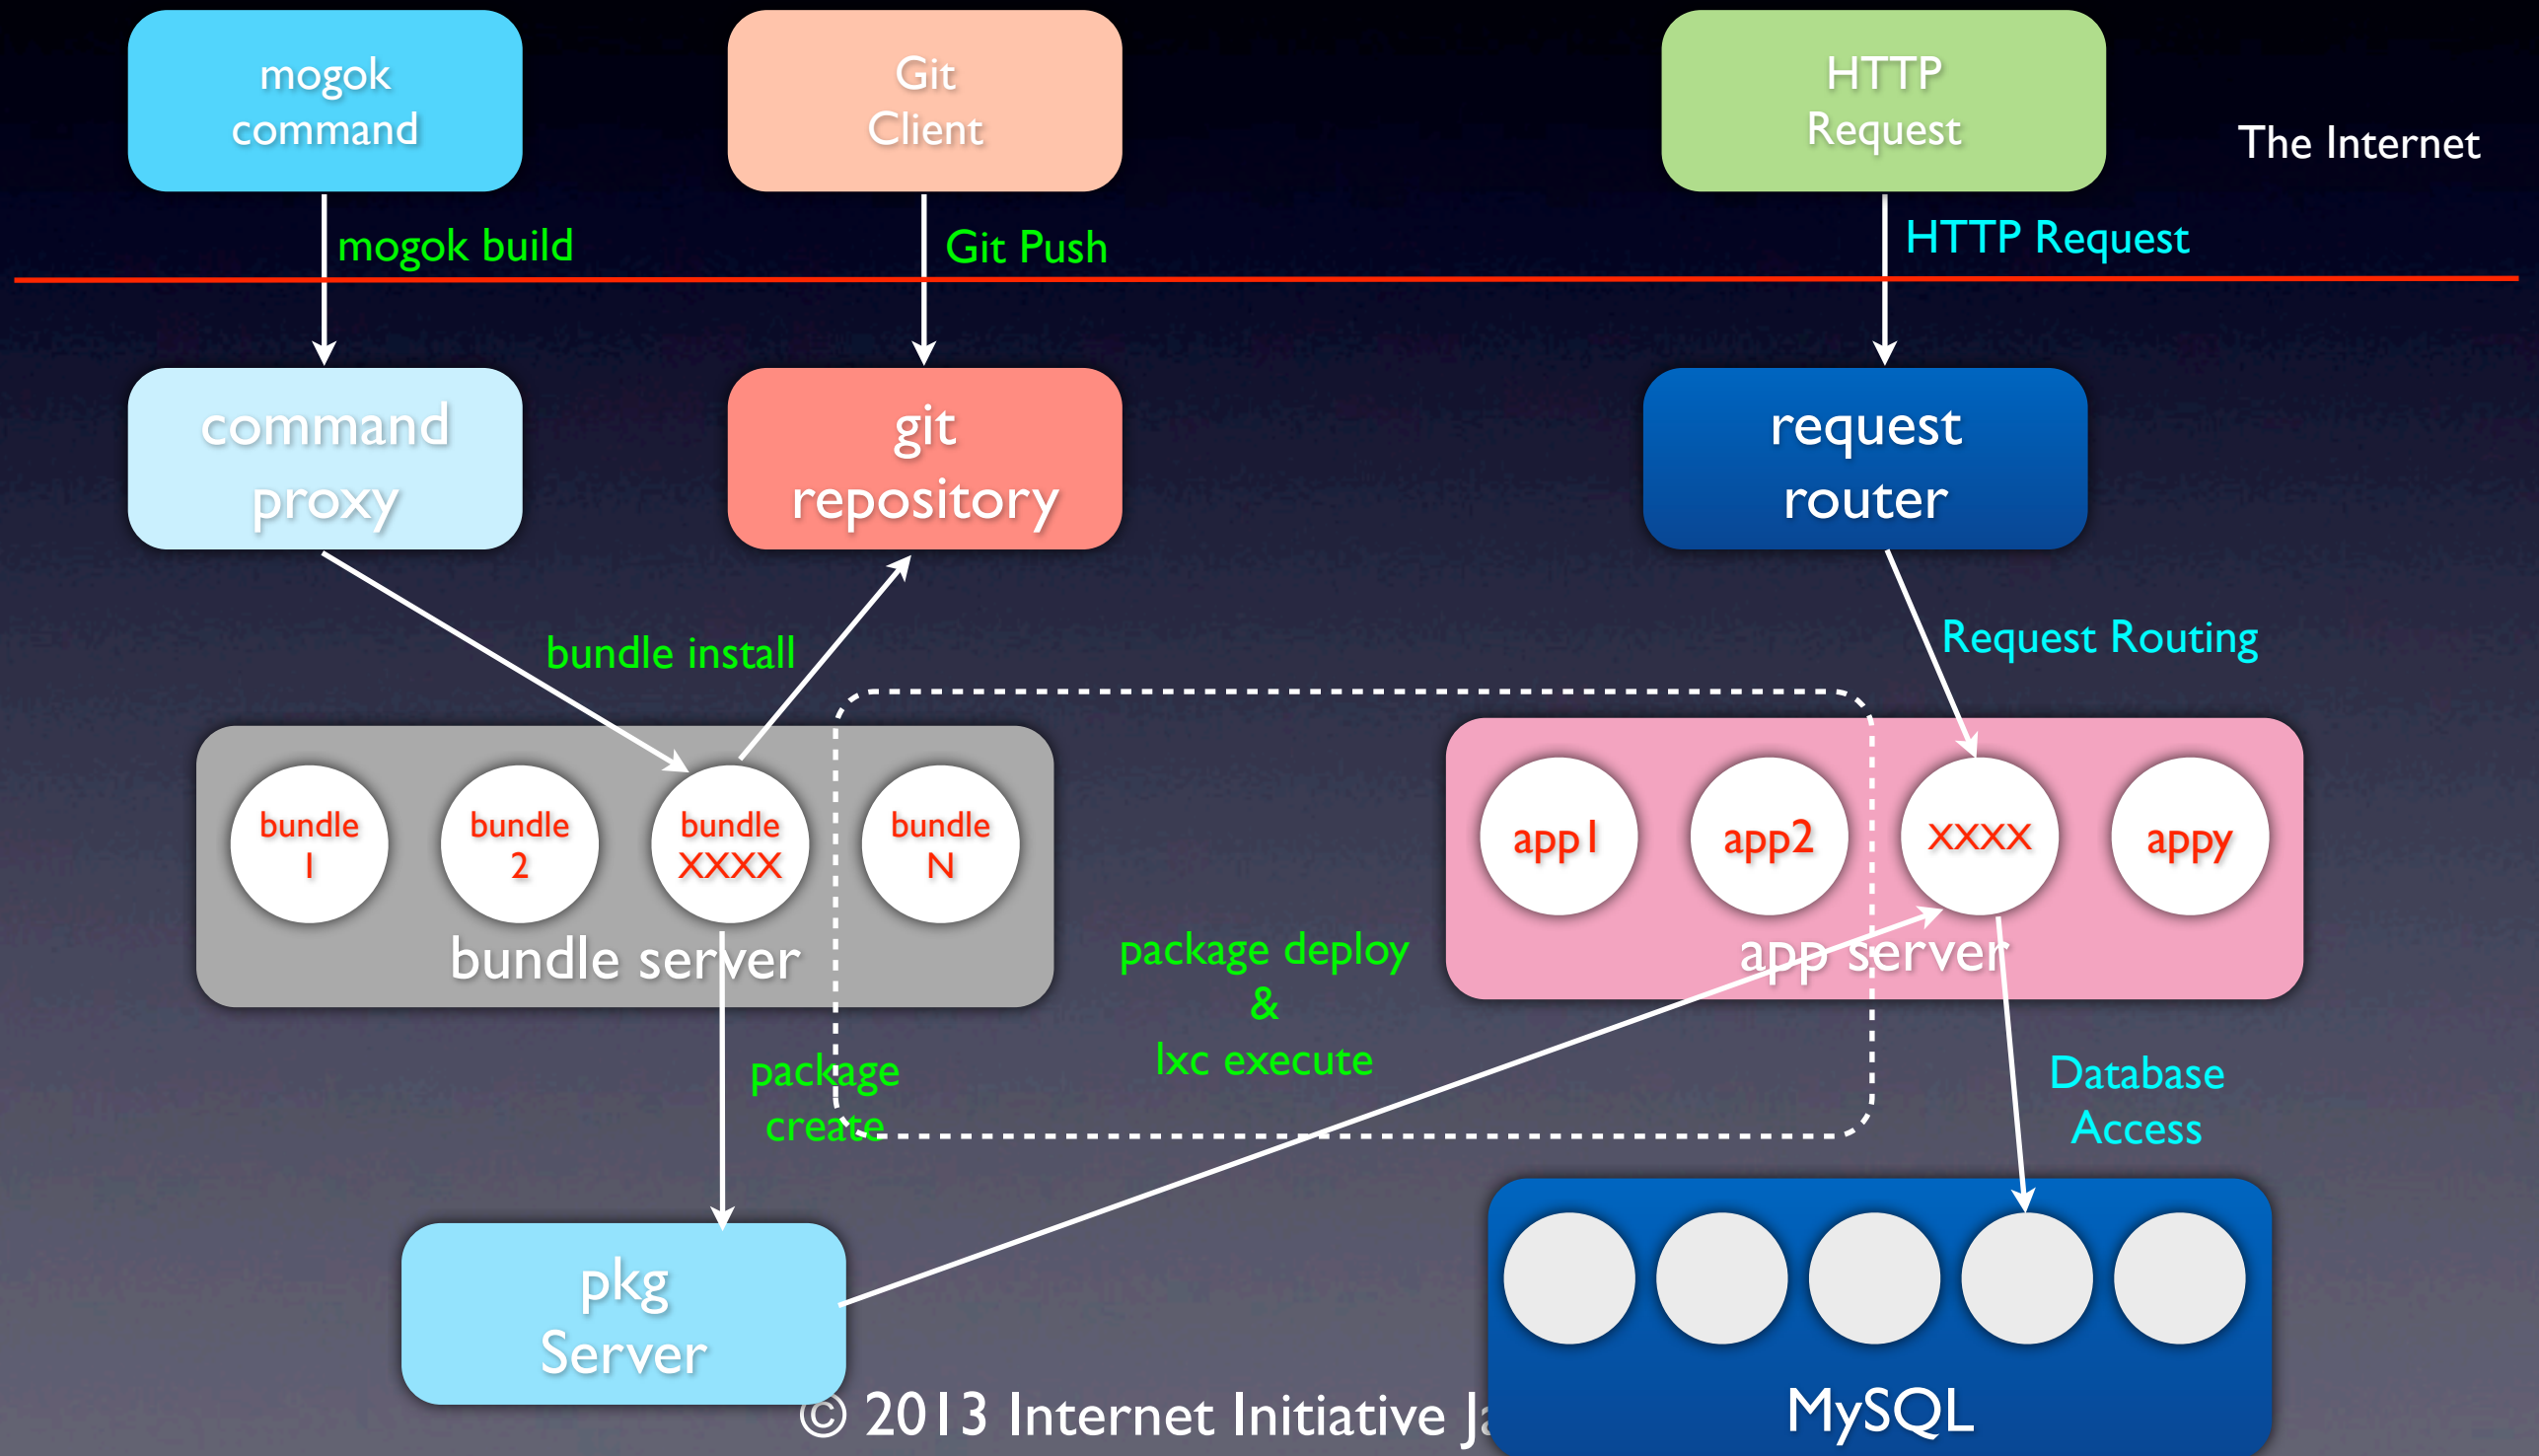 mogok
command
Git
Client
HTTP
Request
The Internet
mogok build
Git Push
HTTP Request
command
proxy
git
repository
request
router
bundle install
Request Routing
bundle
1
bundle
2
bundle
XXXX
bundle
N
bundle server
app1
app2
XXXX
appy
app server
package deploy
&
lxc execute
package
create
Database
Access
pkg
Server
MySQL
© 2013 Internet Initiative